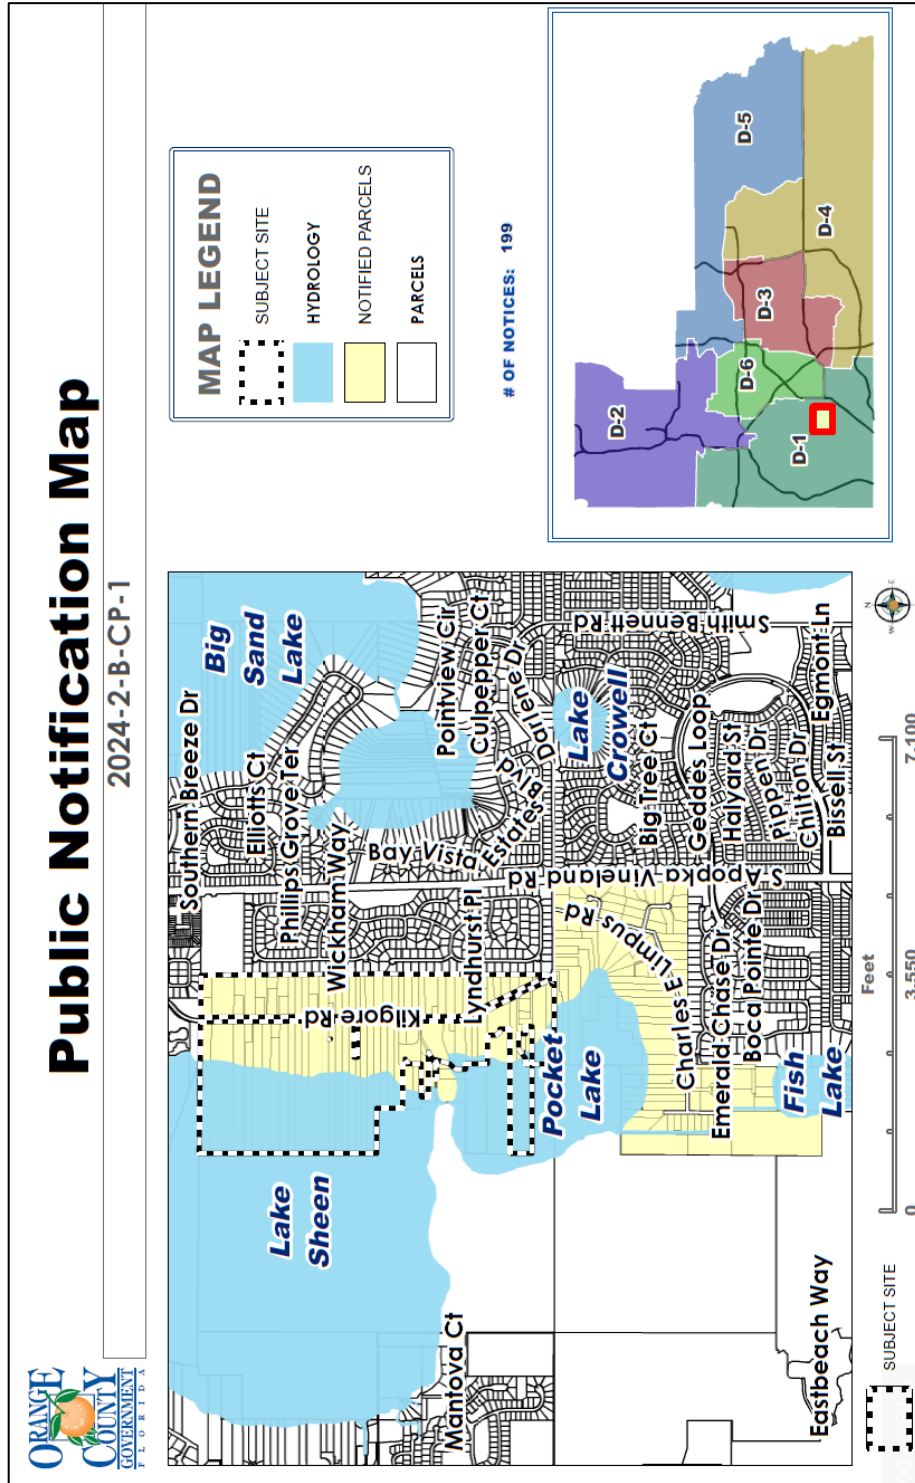 ORANGE
COUNTY
GOVERNMENT
FLORIDA
Public Notification Map
2024-2-B-CP-1
Southern Breeze Dr
Big
Sand
Lake
Elliotts Ct
Phillips Grove Ter
Wickham Way
Kilgore Rd
Lake
Sheen
Bay Vista Estates Blvd
Pointview Cir
Culpeper Ct
Darlene Dr
Lyndhurst Pl
Mantova Ct
S Apopka Vineland Rd
Lake
Crowell
Smith Bennett Rd
Pocket
Lake
Charles E Limpus Rd
Big Tree Ct
Geddes Loop
Halyard St
Pippen Dr
Chilton Dr
Egmont Ln
Bissell St
Emerald Chase Dr
Bocal Pointe Dr
Fish
Lake
Eastbeach Way
SUBJECT SITE
Feet
0 3,550 7,100
N
W
E
S
MAP LEGEND
SUBJECT SITE
HYDROLOGY
NOTIFIED PARCELS
PARCELS
# OF NOTICES: 199
D-2
D-5
D-6
D-3
D-1
D-4